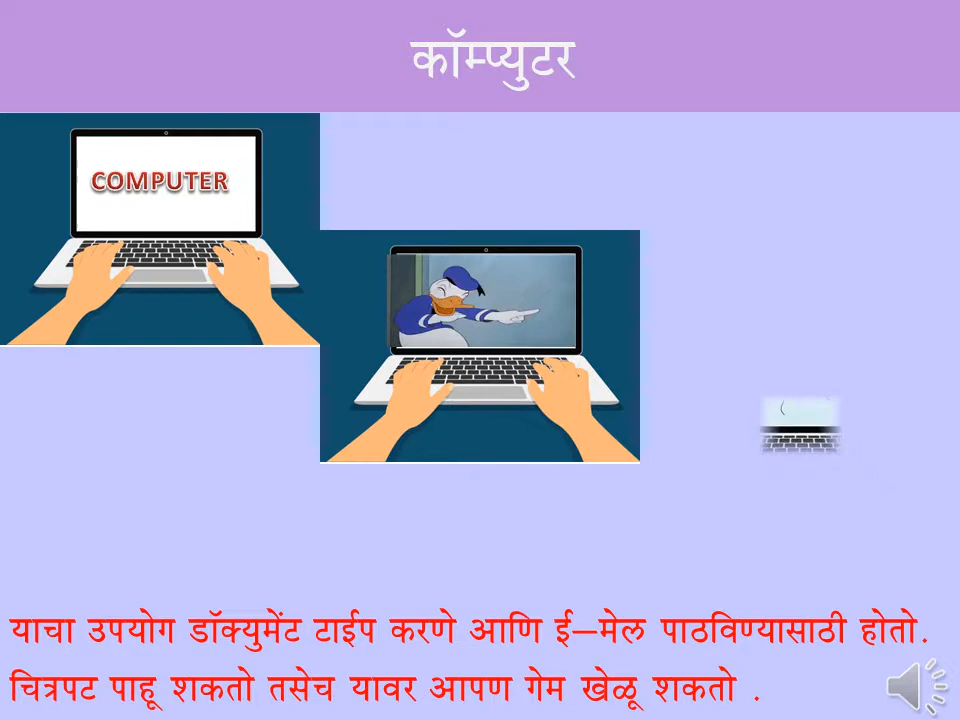 कॉम्प्युटर
COMPUTER
याचा उपयोग डॉक्युमेंट टाईप करणे आणि ई–मेल पाठविण्यासाठी होतो.
चित्रपट पाहू शकतो तसेच यावर आपण गेम खेळू शकतो .